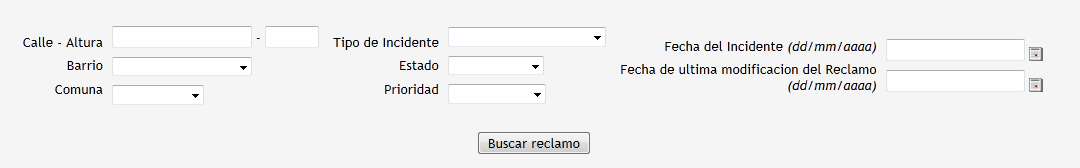 Calle - Altura - Tipo de Incidente Fecha del Incidente (dd/mm/aaaa)
Barrio Estado Fecha de ultima modificacion del Reclamo
(dd/mm/aaaa)
Comuna Prioridad
Buscar reclamo